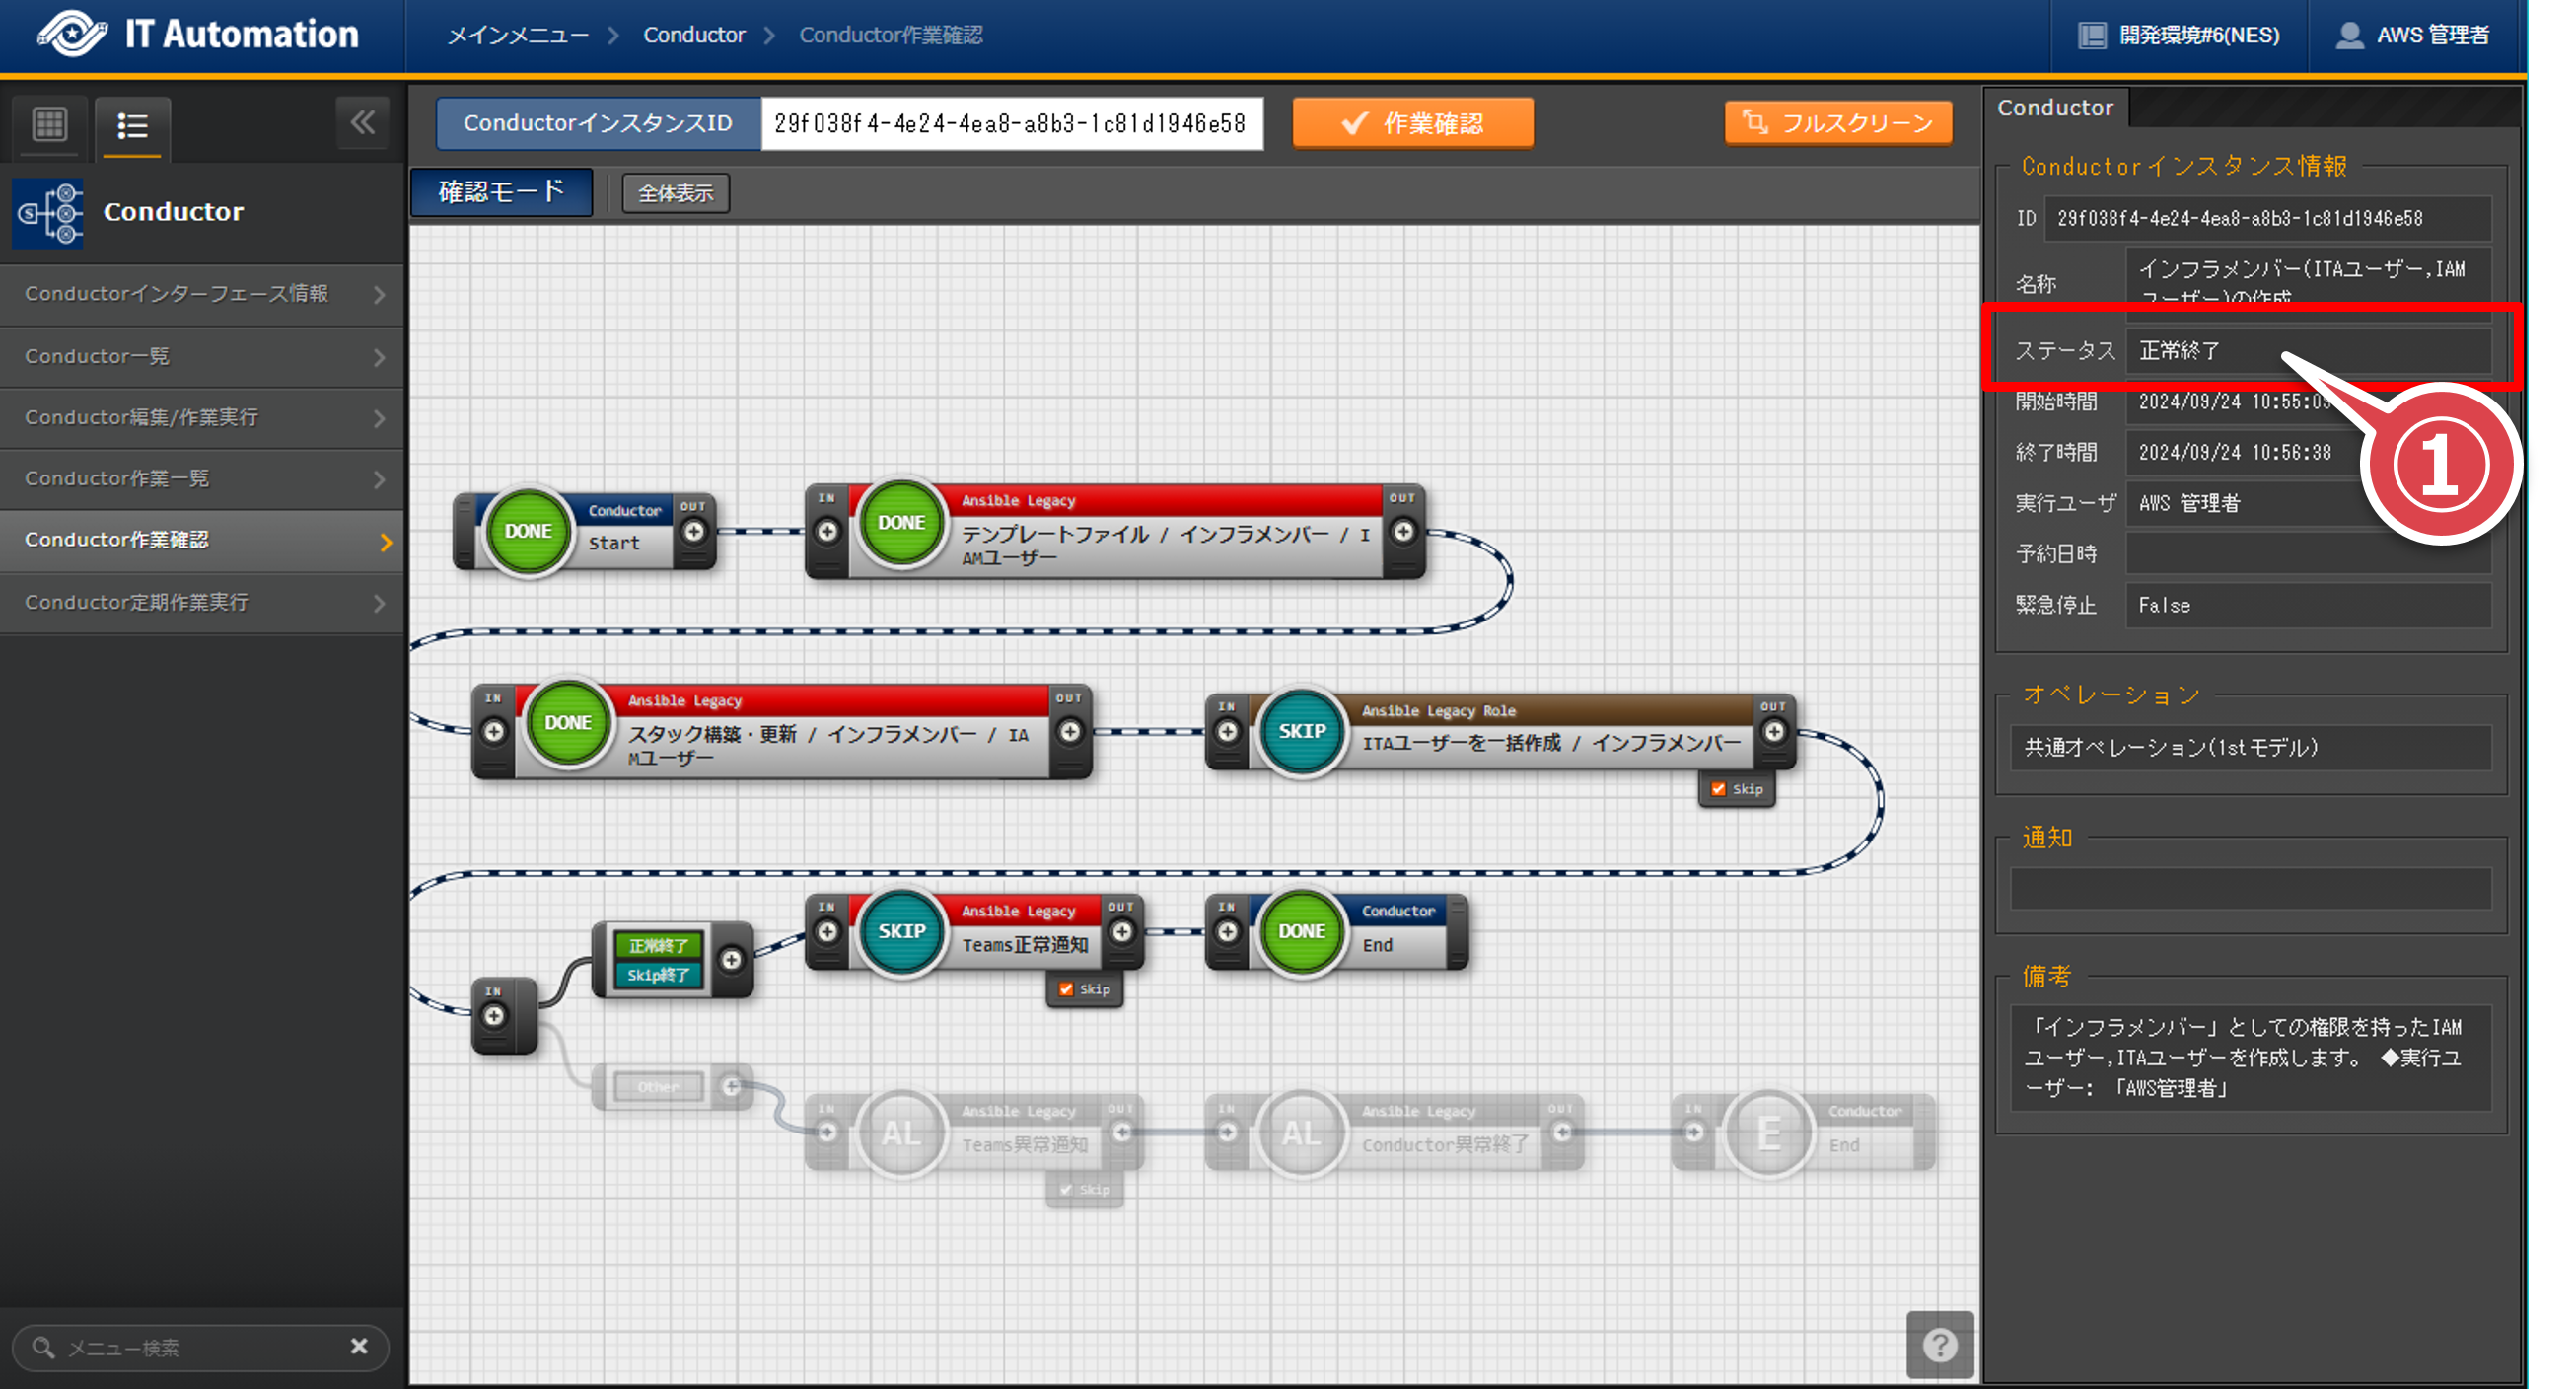 IT Automation
メインメニュー > Conductor > Conductor作業確認
開発環境#6(NES)
AWS 管理者
Conductor
Conductorインターフェース情報
Conductor一覧
Conductor編集/作業実行
Conductor作業一覧
Conductor作業確認
Conductor定期作業実行
メニュー検索
ConductorインスタンスID
29f038f4-4e24-4ea8-a8b3-1c81d1946e58
作業確認
フルスクリーン
確認モード
全体表示
DONE
Conductor
Start
OUT
IN
DONE
Ansible Legacy
テンプレートファイル / インフラメンバー / I
AMユーザー
OUT
IN
DONE
Ansible Legacy
スタック構築・更新 / インフラメンバー / IA
Mユーザー
OUT
IN
SKIP
Ansible Legacy Role
ITAユーザーを一括作成 / インフラメンバー
OUT
Skip
IN
正常終了
Skip終了
IN
SKIP
Ansible Legacy
Teams正常通知
OUT
Skip
IN
DONE
Conductor
End
Other
IN
AL
Ansible Legacy
Teams異常通知
OUT
Skip
IN
AL
Ansible Legacy
Conductor異常終了
OUT
IN
E
Conductor
End
?
Conductor
Conductorインスタンス情報
ID 29f038f4-4e24-4ea8-a8b3-1c81d1946e58
名称 インフラメンバー(ITAユーザー,IAM
ユーザー)の作成
ステータス 正常終了
開始時間 2024/09/24 10:55:0
終了時間 2024/09/24 10:56:38
実行ユーザ AWS 管理者
予約日時
緊急停止 False
1
オペレーション
共通オペレーション(1stモデル)
通知
備考
「インフラメンバー」としての権限を持ったIAM
ユーザー,ITAユーザーを作成します。 ◆実行ユ
ーザー: 「AWS管理者」